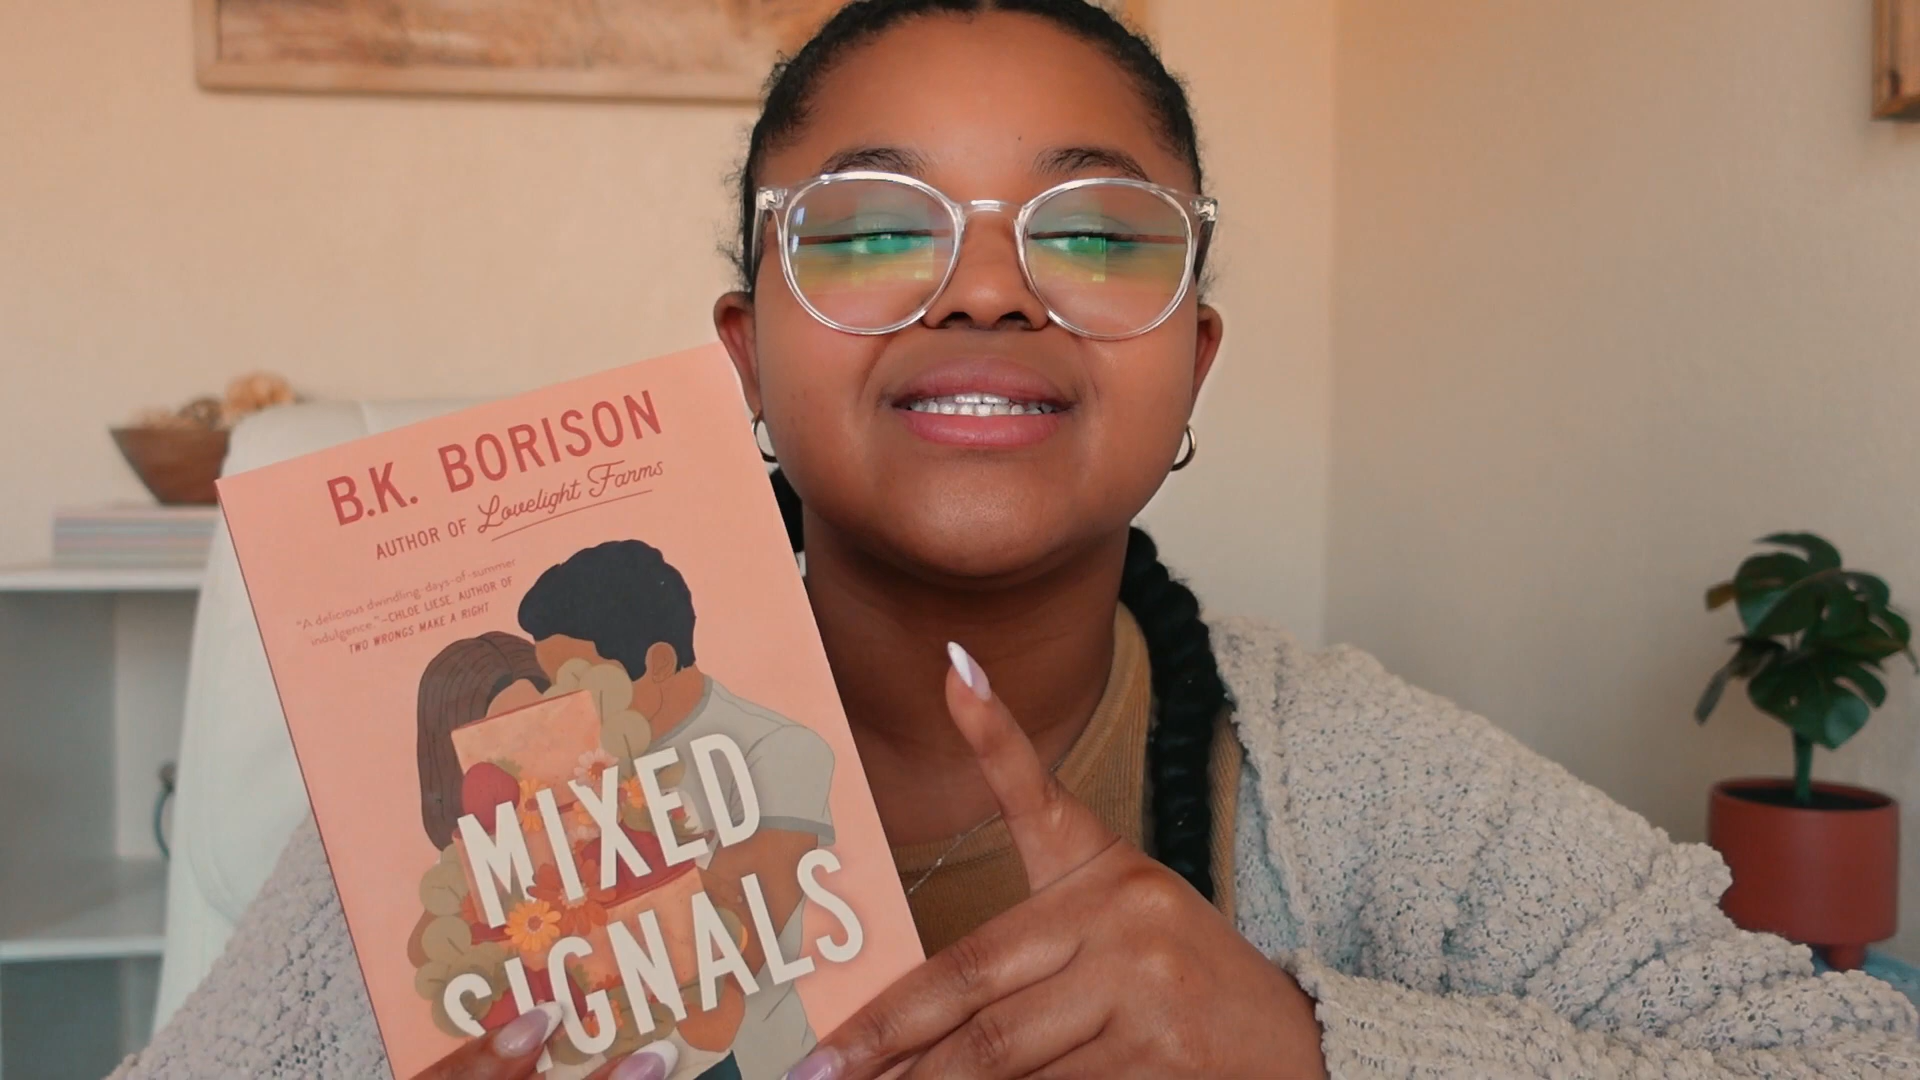 B.K. BORISON
AUTHOR OF Lovelight Farms
"A delicious dwindling-days-of-summer
indulgence."—CHLOE LIESE, AUTHOR OF
TWO WRONGS MAKE A RIGHT
MIXED
SIGNALS